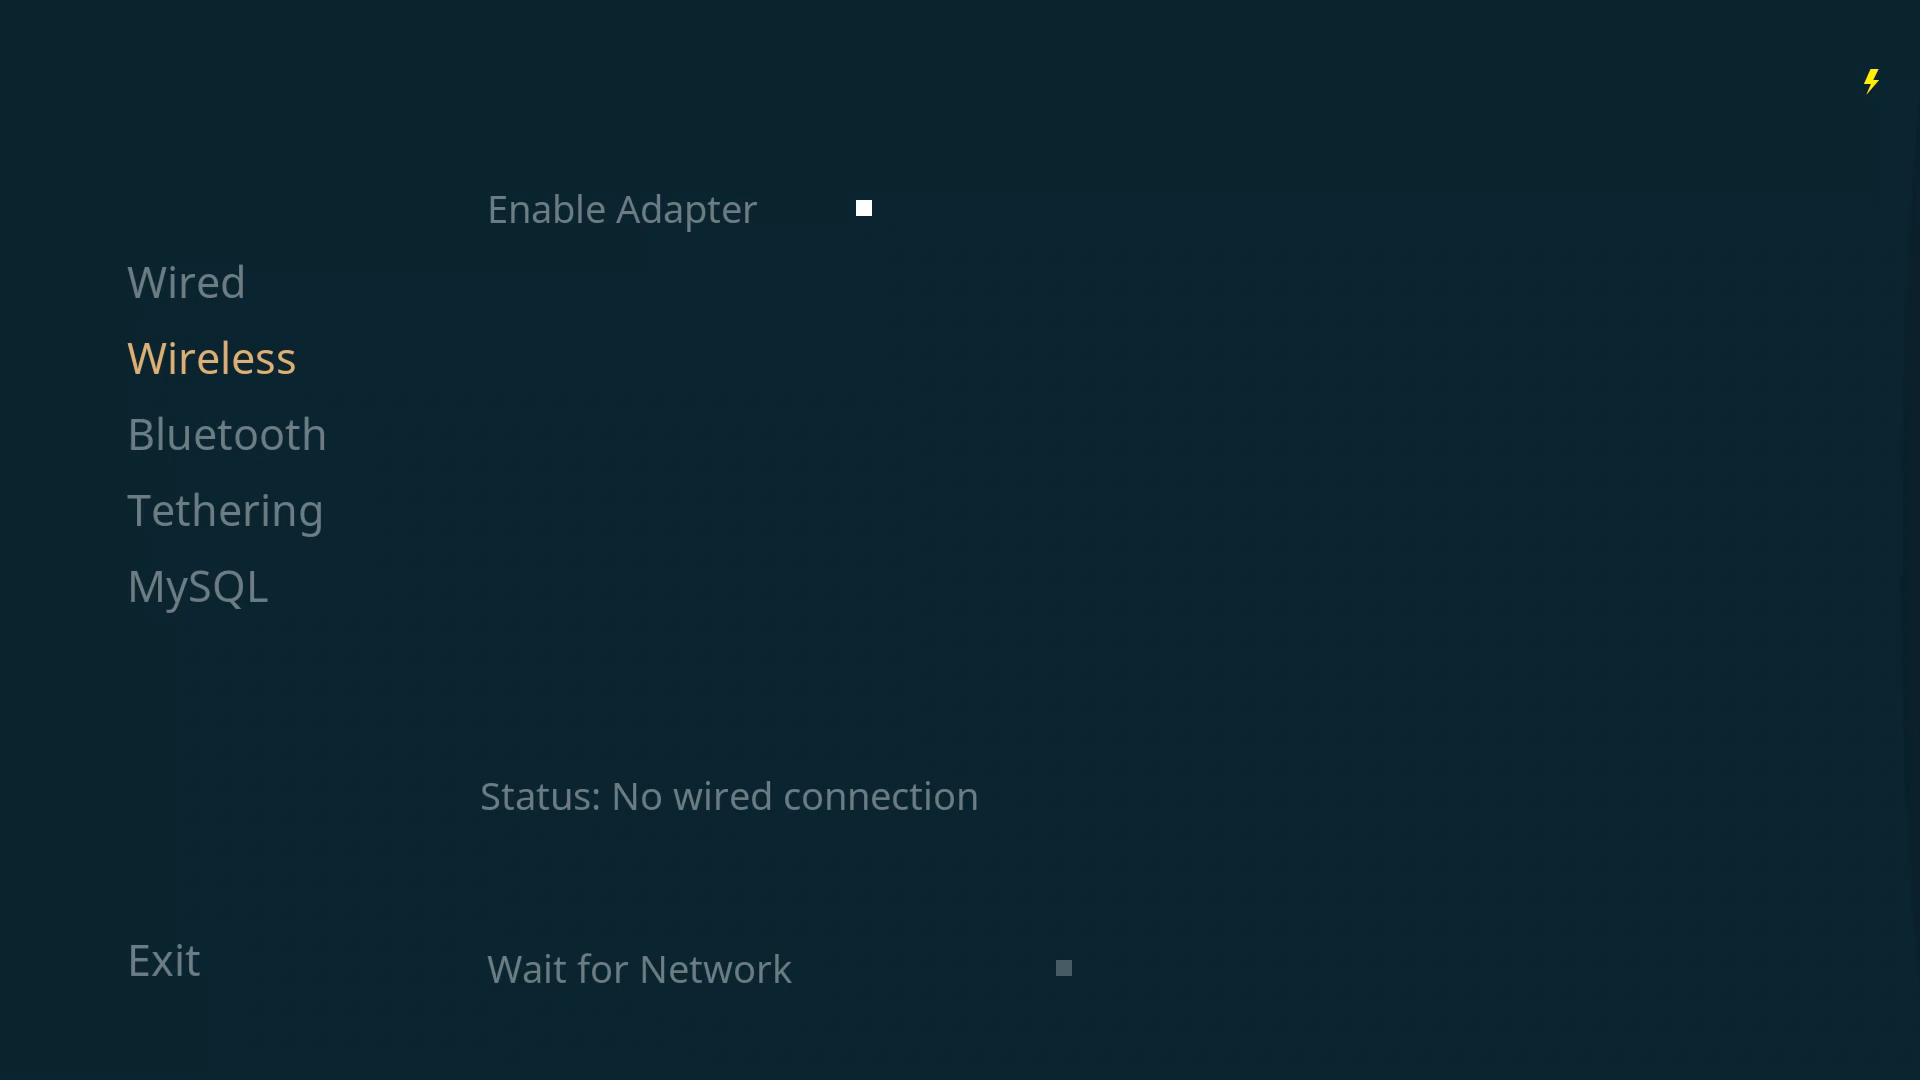 Enable Adapter
Wired
Wireless
Bluetooth
Tethering
MySQL
Status: No wired connection
Exit
Wait for Network